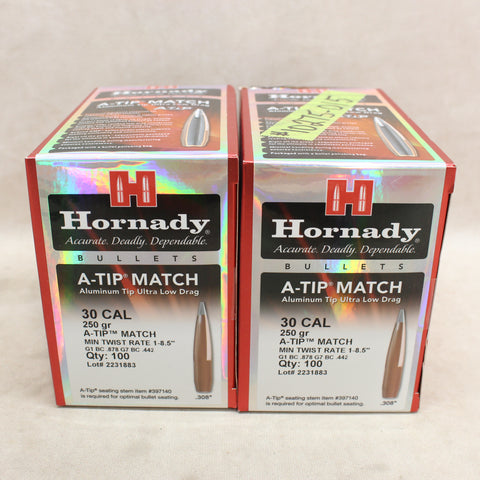 Hornady
A-TIP® MATCH
H
Hornady®
Accurate. Deadly. Dependable.
BULLETS
A-TIP® MATCH
Aluminum Tip Ultra Low Drag
30 CAL
250 gr
A-TIP™ MATCH
MIN TWIST RATE 1-8.5"
G1 BC .878 G7 BC .442
Qty: 100
Lot# 2231883
A-Tip® seating stem item #397140
is required for optimal bullet seating.
.308"
A-TIP
H
Hornady®
Accurate. Deadly. Dependable.
BULLETS
A-TIP® MATCH
Aluminum Tip Ultra Low Drag
30 CAL
250 gr
A-TIP™ MATCH
MIN TWIST RATE 1-8.5"
G1 BC .878 G7 BC .442
Qty: 100
Lot# 2231883
A-Tip® seating stem item #397140
is required for optimal bullet seating.
.308"